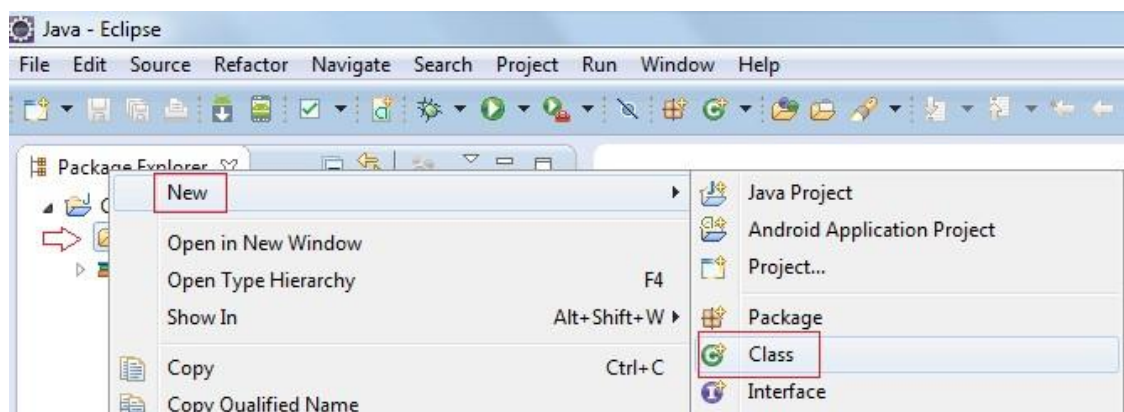 Java - Eclipse
File Edit Source Refactor Navigate Search Project Run Window Help
Package Explorer
New
Java Project
Android Application Project
Open in New Window
Project...
Open Type Hierarchy F4
Show In Alt+Shift+W
Package
Class
Copy Ctrl+C
Interface
Copy Qualified Name